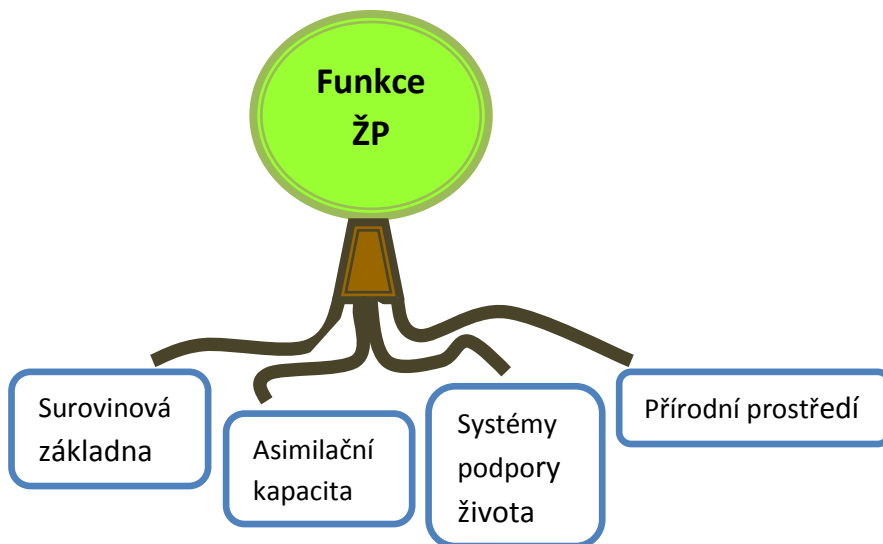 Funkce
ŽP
Surovinová
základna
Asimilační
kapacita
Systémy
podpory
života
Přírodní prostředí